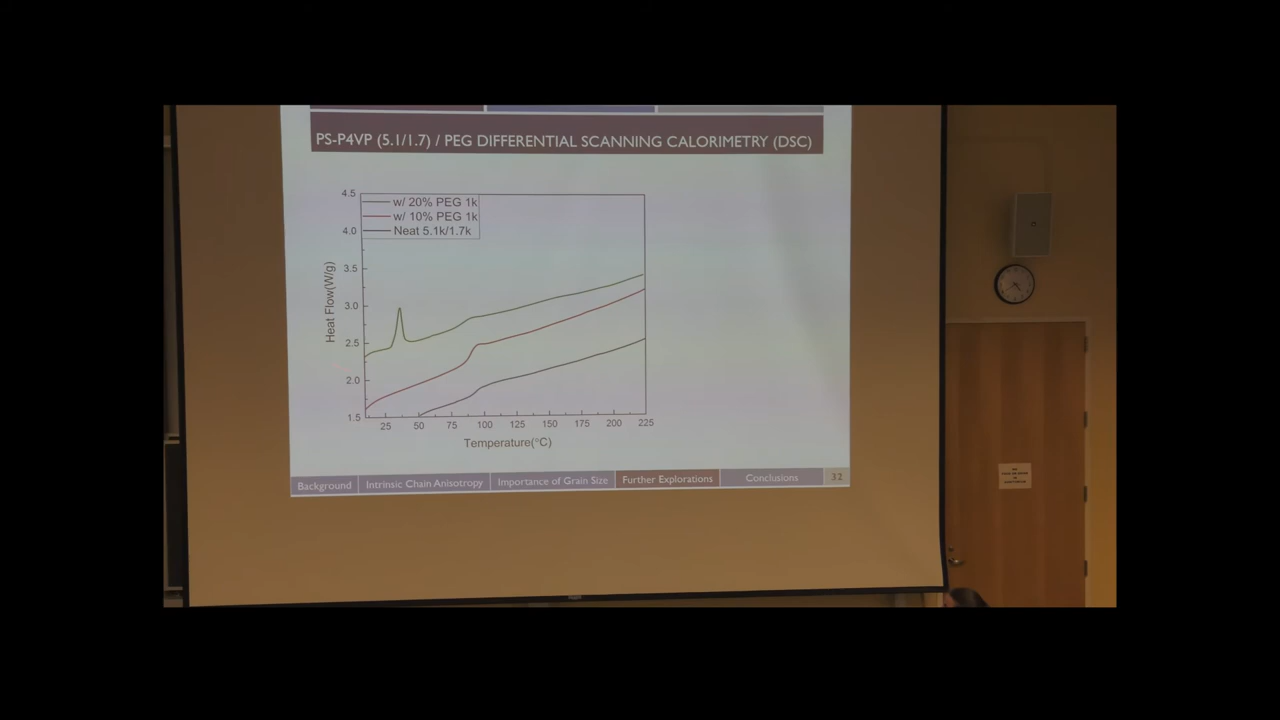 PS-P4VP (5.1/1.7) / PEG DIFFERENTIAL SCANNING CALORIMETRY (DSC)
4.5
4.0
3.5
3.0
2.5
2.0
1.5
Heat Flow(W/g)
w/ 20% PEG 1k
w/ 10% PEG 1k
Neat 5.1k/1.7k
25 50 75 100 125 150 175 200 225
Temperature(°C)
Background Intrinsic Chain Anisotropy Importance of Grain Size Further Explorations Conclusions 32